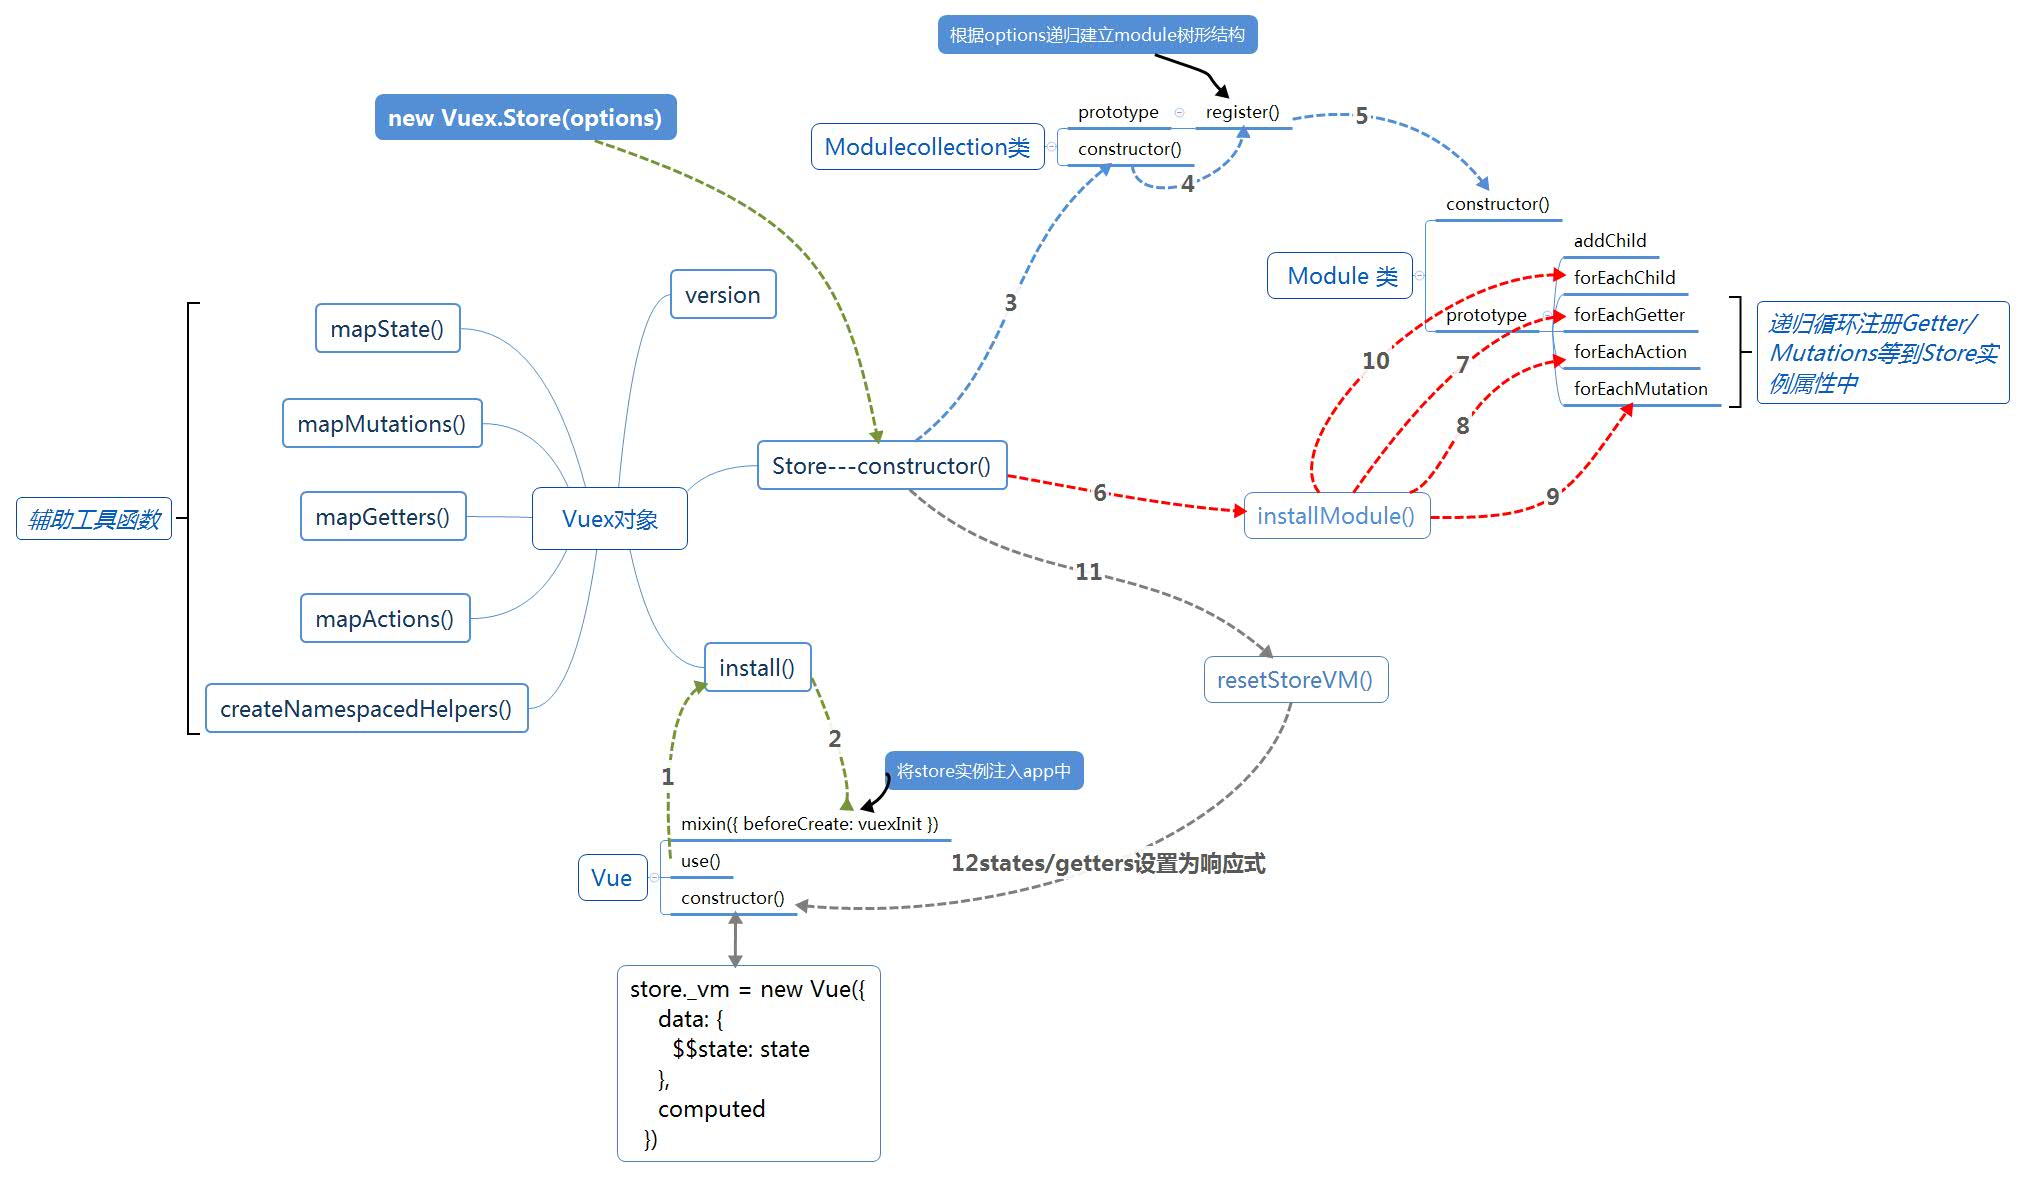 根据options递归建立module树形结构
new Vuex.Store(options)
prototype
register()
5
Modulecollection类
constructor()
4
constructor()
addChild
Module 类
forEachChild
3
prototype
forEachGetter
递归循环注册Getter/
Mutations等到Store实
例属性中
version
mapState()
10
7
forEachAction
forEachMutation
mapMutations()
8
Store---constructor()
6
9
辅助工具函数
mapGetters()
Vuex对象
installModule()
11
mapActions()
install()
resetStoreVM()
createNamespacedHelpers()
2
1
将store实例注入app中
mixin({ beforeCreate: vuexInit })
use()
12states/getters设置为响应式
Vue
constructor()
store._vm = new Vue({
data: {
$$state: state
},
computed
})